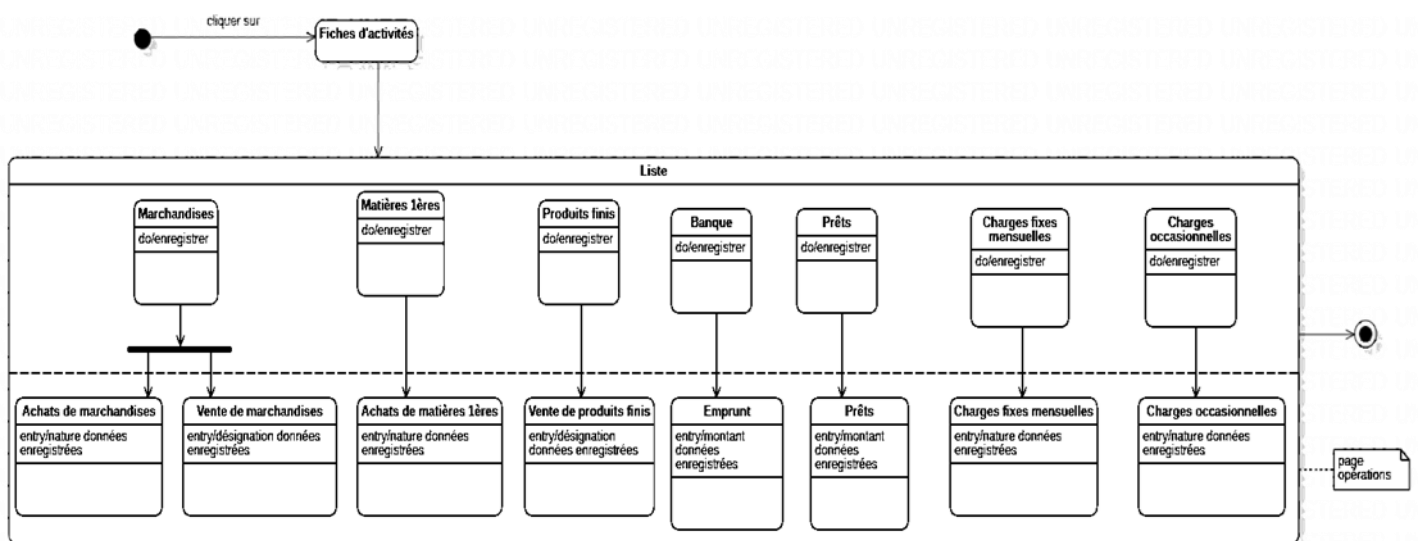 cliquer sur
Fiches d'activités
Liste
Marchandises
do/enregistrer
Matières 1ères
do/enregistrer
Produits finis
do/enregistrer
Banque
do/enregistrer
Prêts
do/enregistrer
Charges fixes
mensuelles
do/enregistrer
Charges
occasionnelles
do/enregistrer
Achats de marchandises
entry/nature données
enregistrées
Vente de marchandises
entry/désignation données
enregistrées
Achats de matières 1ères
entry/nature données
enregistrées
Vente de produits finis
entry/désignation
données enregistrées
Emprunt
entry/montant
données
enregistrées
Prêts
entry/montant
données
enregistrées
Charges fixes mensuelles
entry/nature données
enregistrées
Charges occasionnelles
entry/nature données
enregistrées
page
opérations